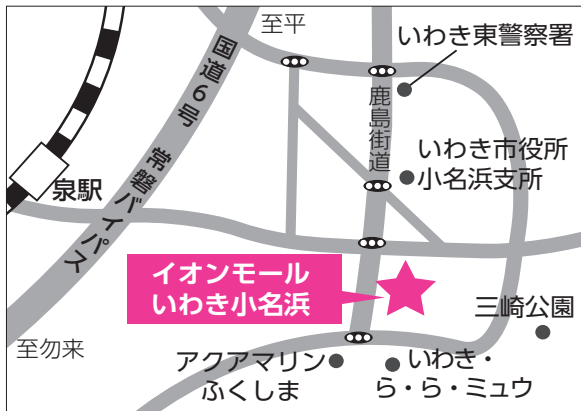 至平
いわき東警察署
国道6号 常磐バイパス
鹿島街道
いわき市役所
小名浜支所
泉駅
イオンモール
いわき小名浜
三崎公園
至勿来
アクアマリン
ふくしま
いわき・
ら・ら・ミュウ